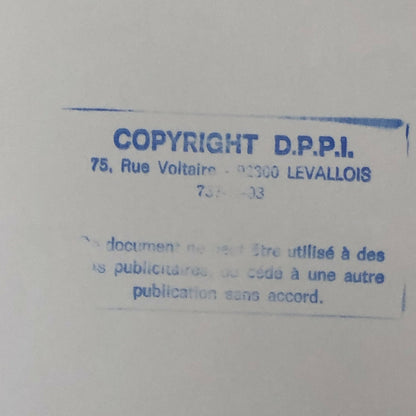 COPYRIGHT D.P.P.I.
75, Rue Voltaire - 92300 LEVALLOIS
document ne peut être utilisé à des
publicitaires, ou cédé à une autre
publication sans accord.